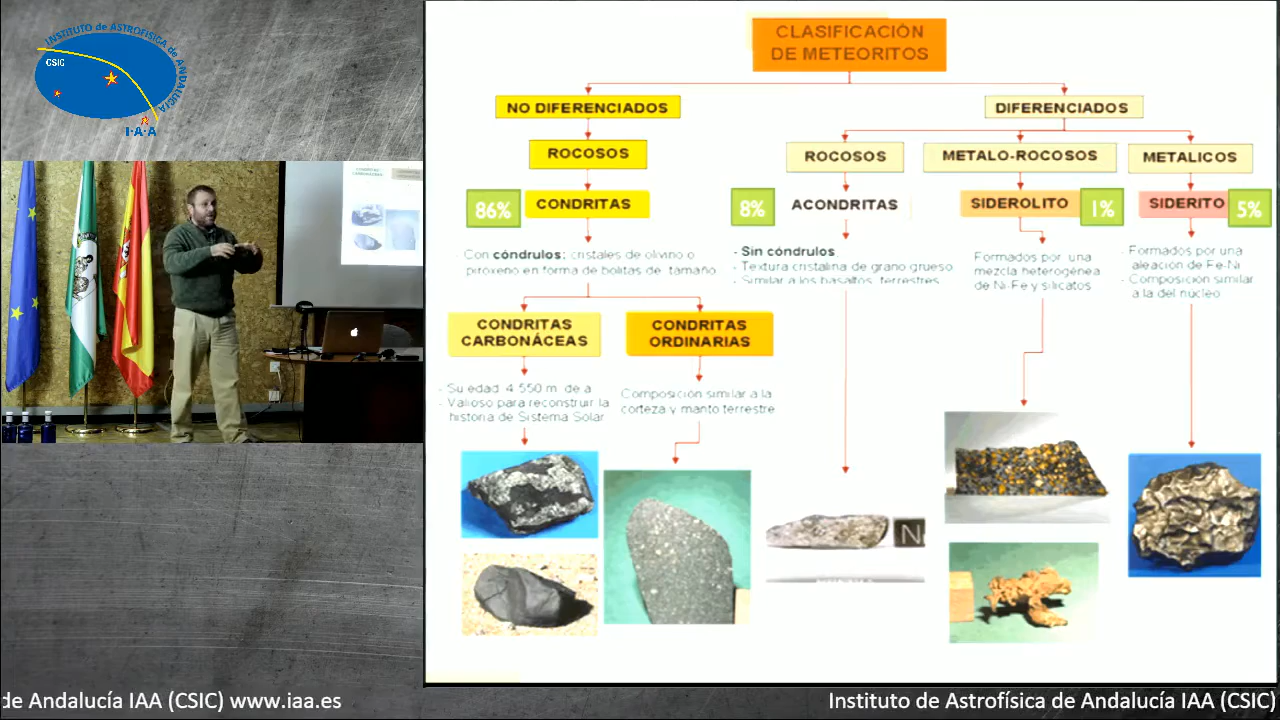 INSTITUTO de ASTROFÍSICA de ANDALUCÍA
CSIC
I·A·A
CLASIFICACIÓN
DE METEORITOS
NO DIFERENCIADOS
DIFERENCIADOS
ROCOSOS
ROCOSOS
METALO-ROCOSOS
METALICOS
86%
CONDRITAS
8%
ACONDRITAS
SIDEROLITO
1%
SIDERITO
5%
- Con cóndrulos; cristales de olivino o
piroxeno en forma de bolitas de tamaño
- Sin cóndrulos
- Textura cristalina de grano grueso
- Similar a los basaltos terrestres
Formados por una
mezcla heterogénea
de Ni-Fe y silicatos
- Formados por una
aleación de Fe-Ni
- Composición similar
a la del núcleo
CONDRITAS
CARBONÁCEAS
CONDRITAS
ORDINARIAS
- Su edad 4 550 m de a
- Valioso para reconstruir la
historia de Sistema Solar
Composición similar a la
corteza y manto terrestre
de Andalucía IAA (CSIC) www.iaa.es
Instituto de Astrofísica de Andalucía IAA (CSIC)